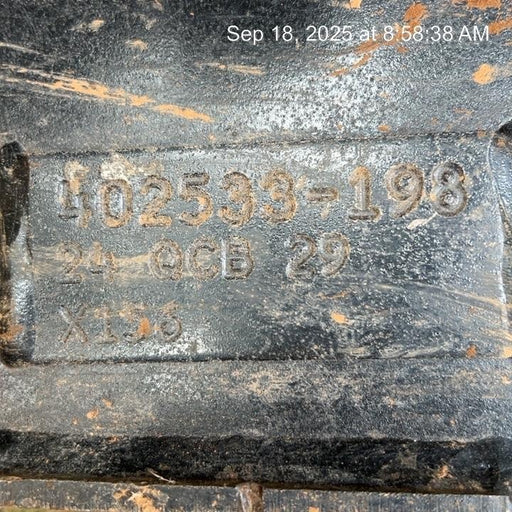 Sep 18, 2025 at 8:58:38 AM
402533-198
24 QCB 29
X156